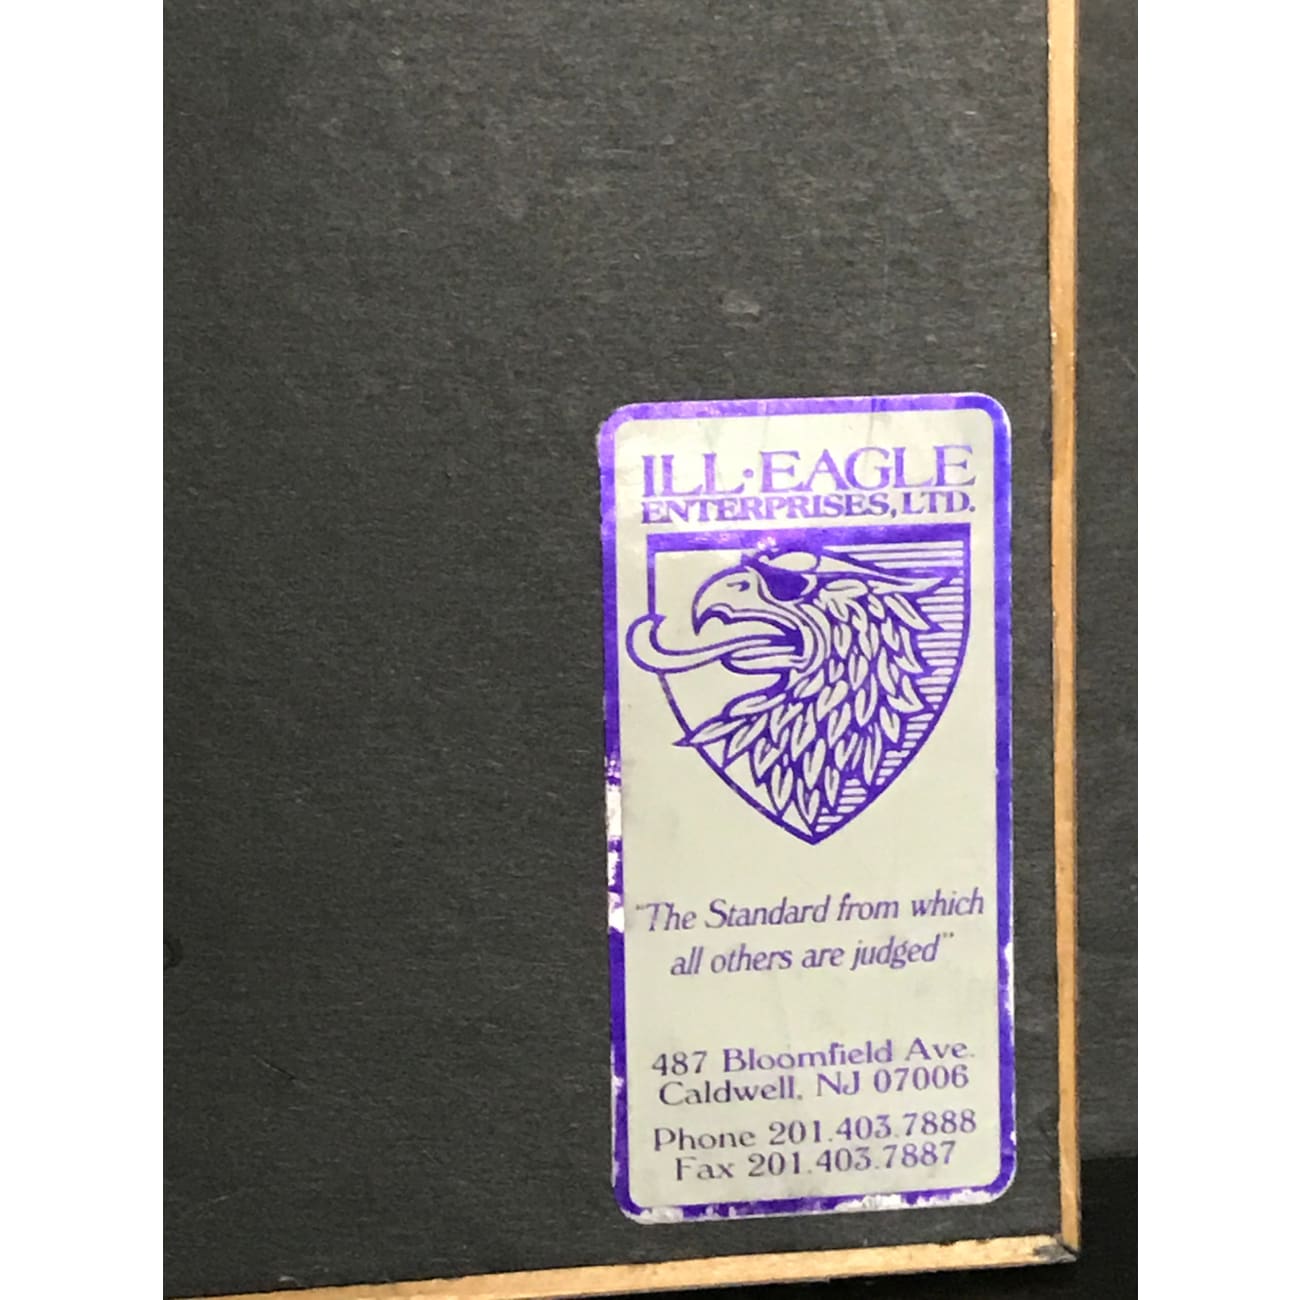 ILL·EAGLE
ENTERPRISES, LTD.
"The Standard from which
all others are judged"
487 Bloomfield Ave.
Caldwell, NJ 07006
Phone 201.403.7888
Fax 201.403.7887